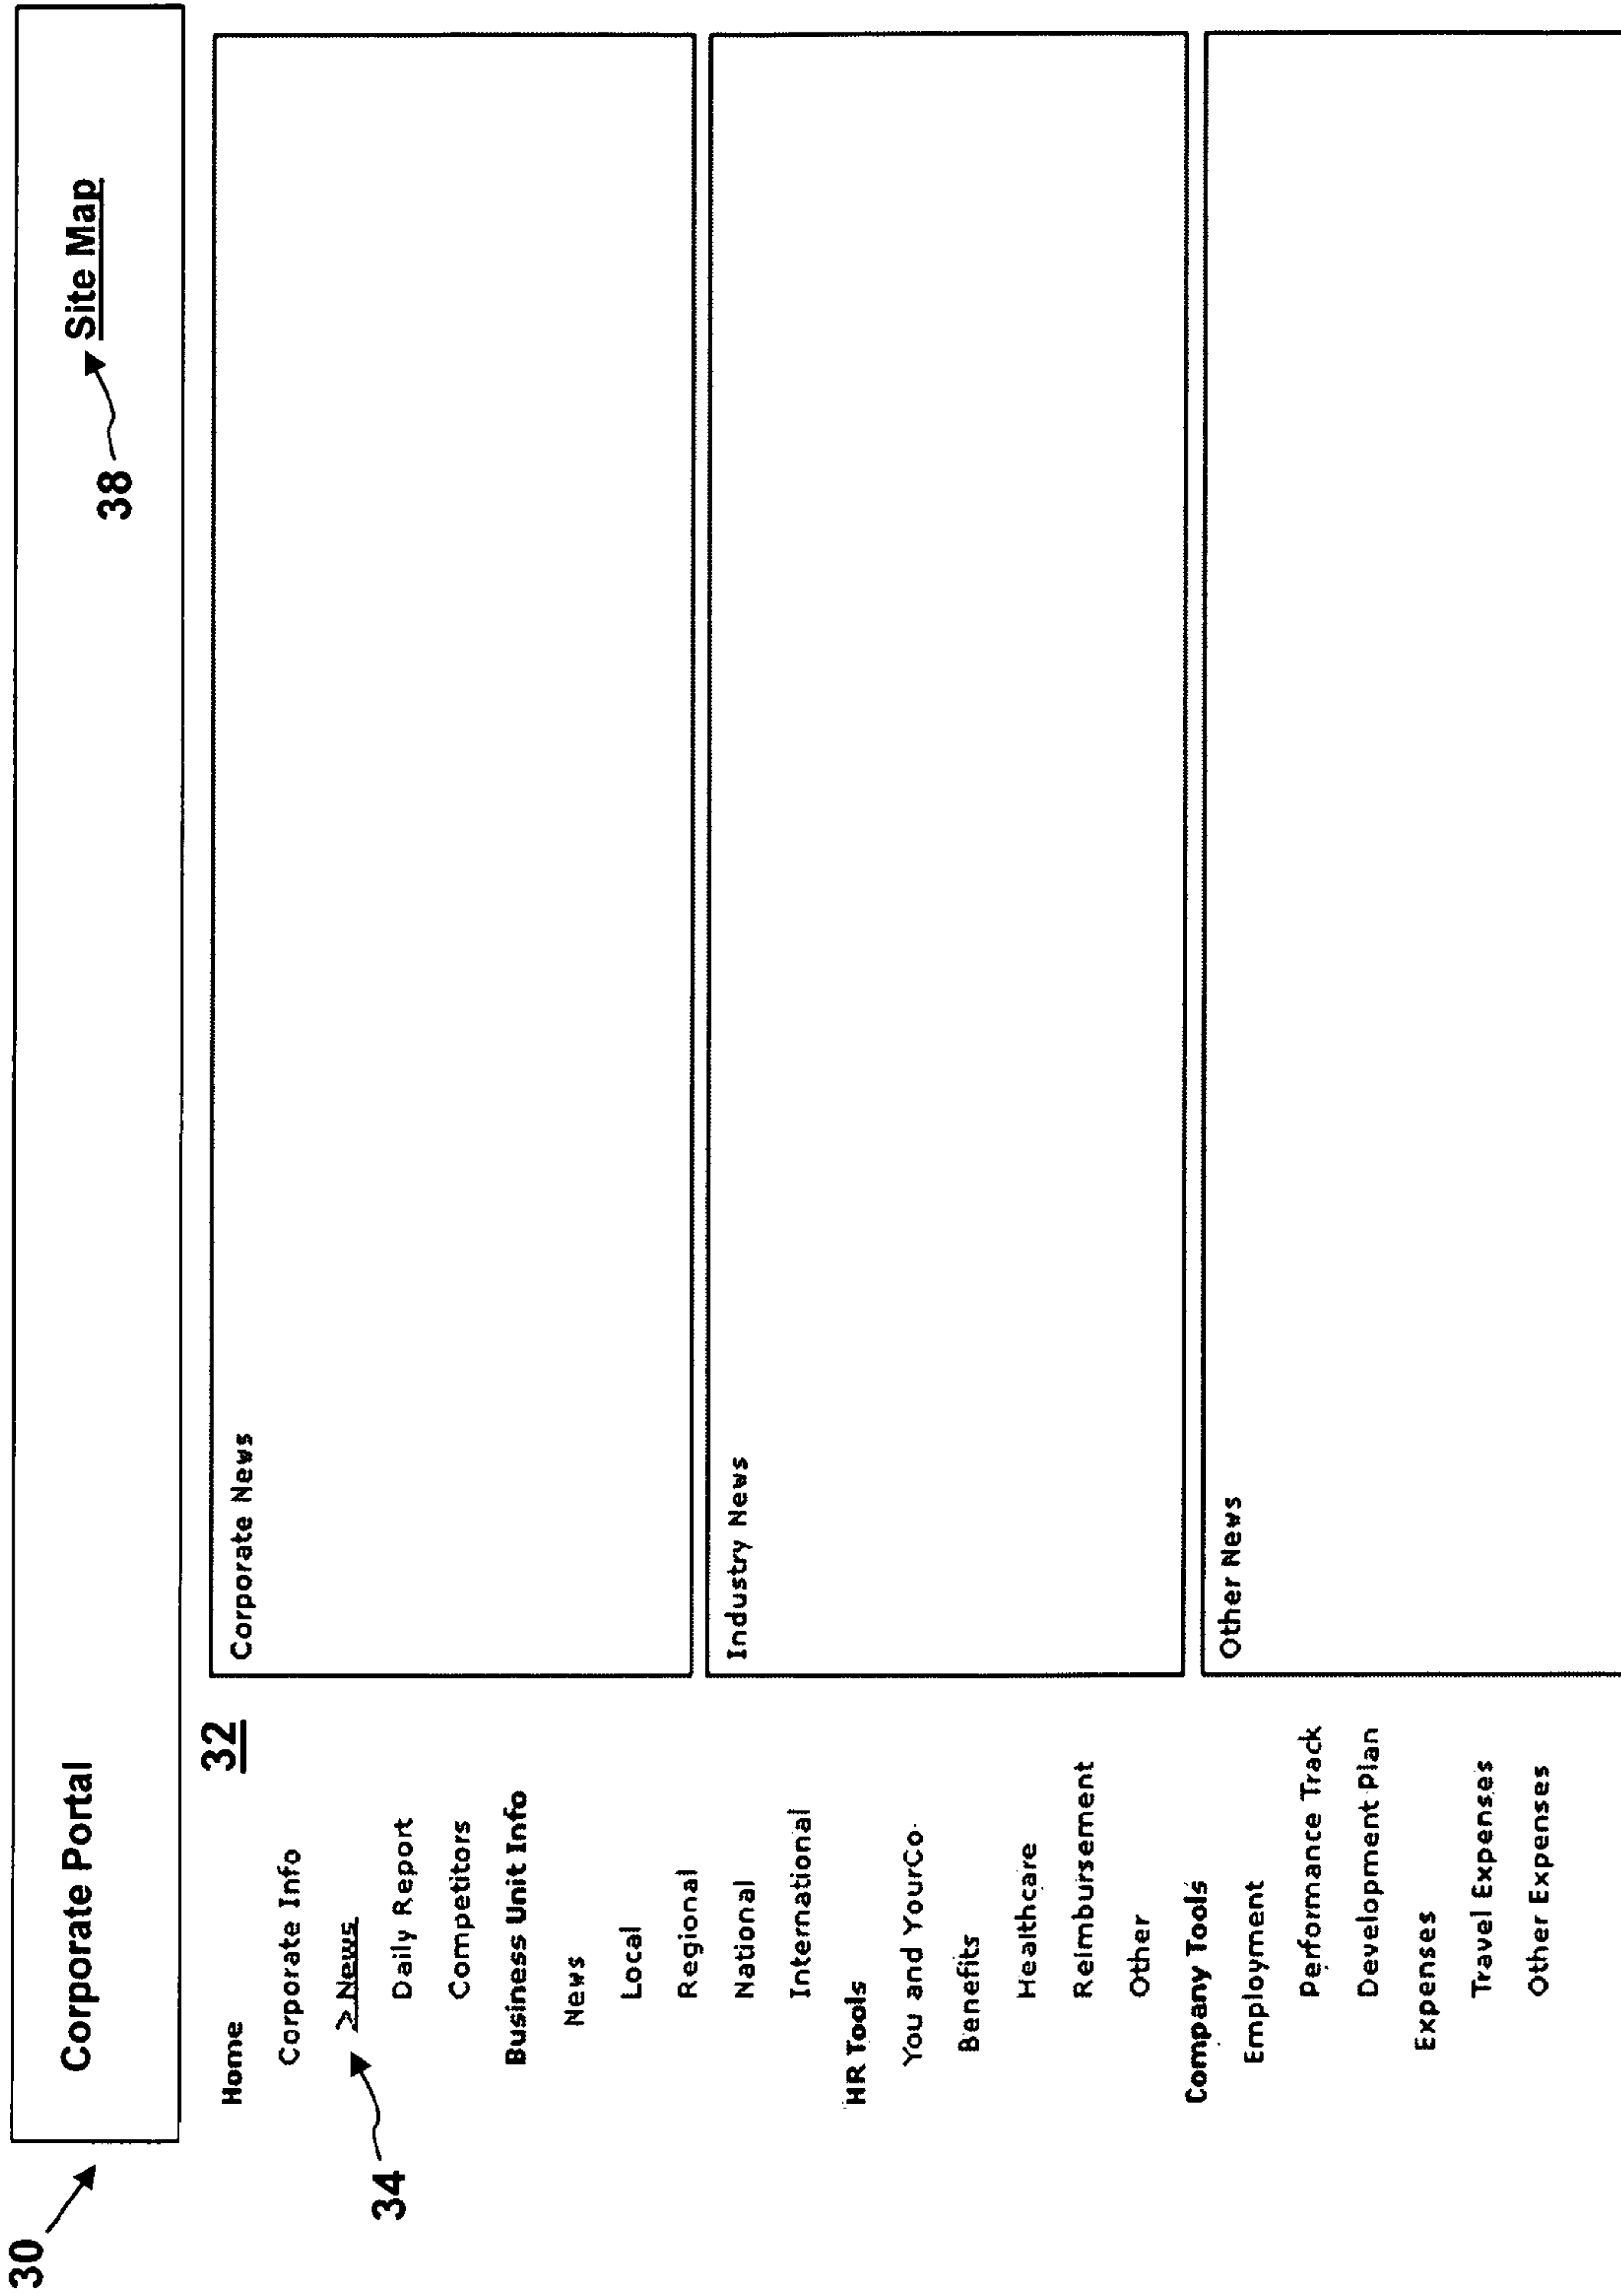 30
Corporate Portal
38
Site Map
32
Home
Corporate Info
34
> News
Daily Report
Competitors
Business Unit Info
News
Local
Regional
National
International
HR Tools
You and YourCo
Benefits
Healthcare
Reimbursement
Other
Company Tools
Employment
Performance Track
Development Plan
Expenses
Travel Expenses
Other Expenses
Corporate News
Industry News
Other News